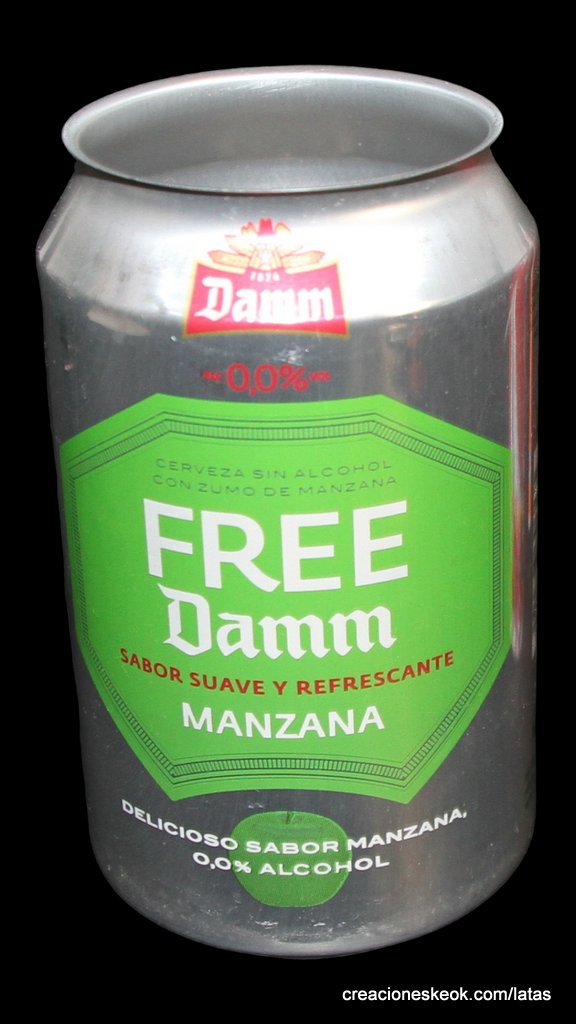 1876
Damm
0,0%
CERVEZA SIN ALCOHOL
CON ZUMO DE MANZANA
FREE
Damm
SABOR SUAVE Y REFRESCANTE
MANZANA
DELICIOSO SABOR MANZANA,
0,0% ALCOHOL
creacioneskeok.com/latas